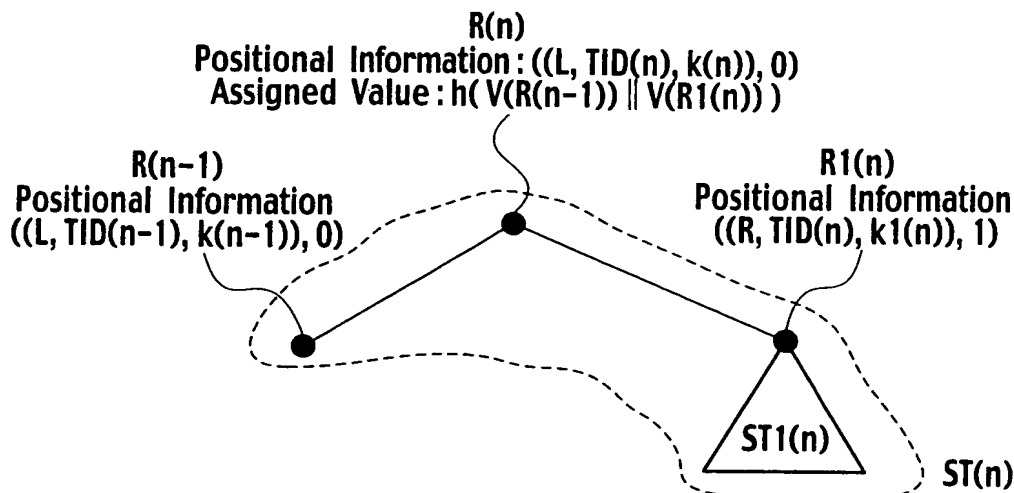 R(n)
Positional Information : ((L, TID(n), k(n)), 0)
Assigned Value : h( V(R(n-1)) || V(R1(n)) )
R(n-1)
Positional Information
((L, TID(n-1), k(n-1)), 0)
R1(n)
Positional Information
((R, TID(n), k1(n)), 1)
ST1(n)
ST(n)